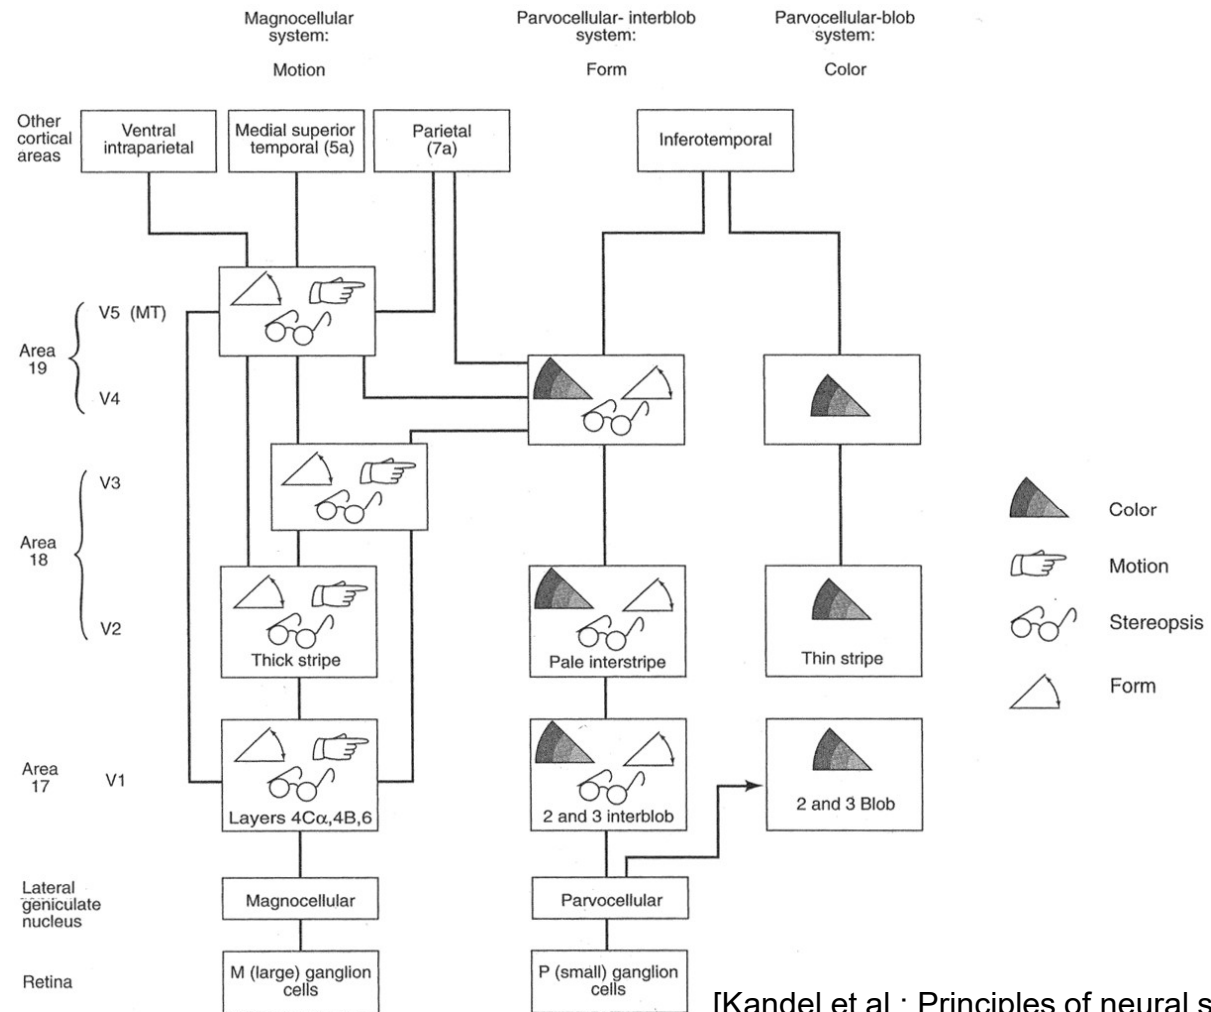 Magnocellular
system:
Motion
Parvocellular- interblob
system:
Form
Parvocellular-blob
system:
Color
Other
cortical
areas
Ventral
intraparietal
Medial superior
temporal (5a)
Parietal
(7a)
Inferotemporal
Area
19
V5 (MT)
V4
Area
18
V3
V2
Thick stripe
Pale interstripe
Thin stripe
Color
Motion
Stereopsis
Form
Area
17
V1
Layers 4Cα,4B,6
2 and 3 interblob
2 and 3 Blob
Lateral
geniculate
nucleus
Magnocellular
Parvocellular
Retina
M (large) ganglion
cells
P (small) ganglion
cells
[Kandel et al.: Principles of neural s